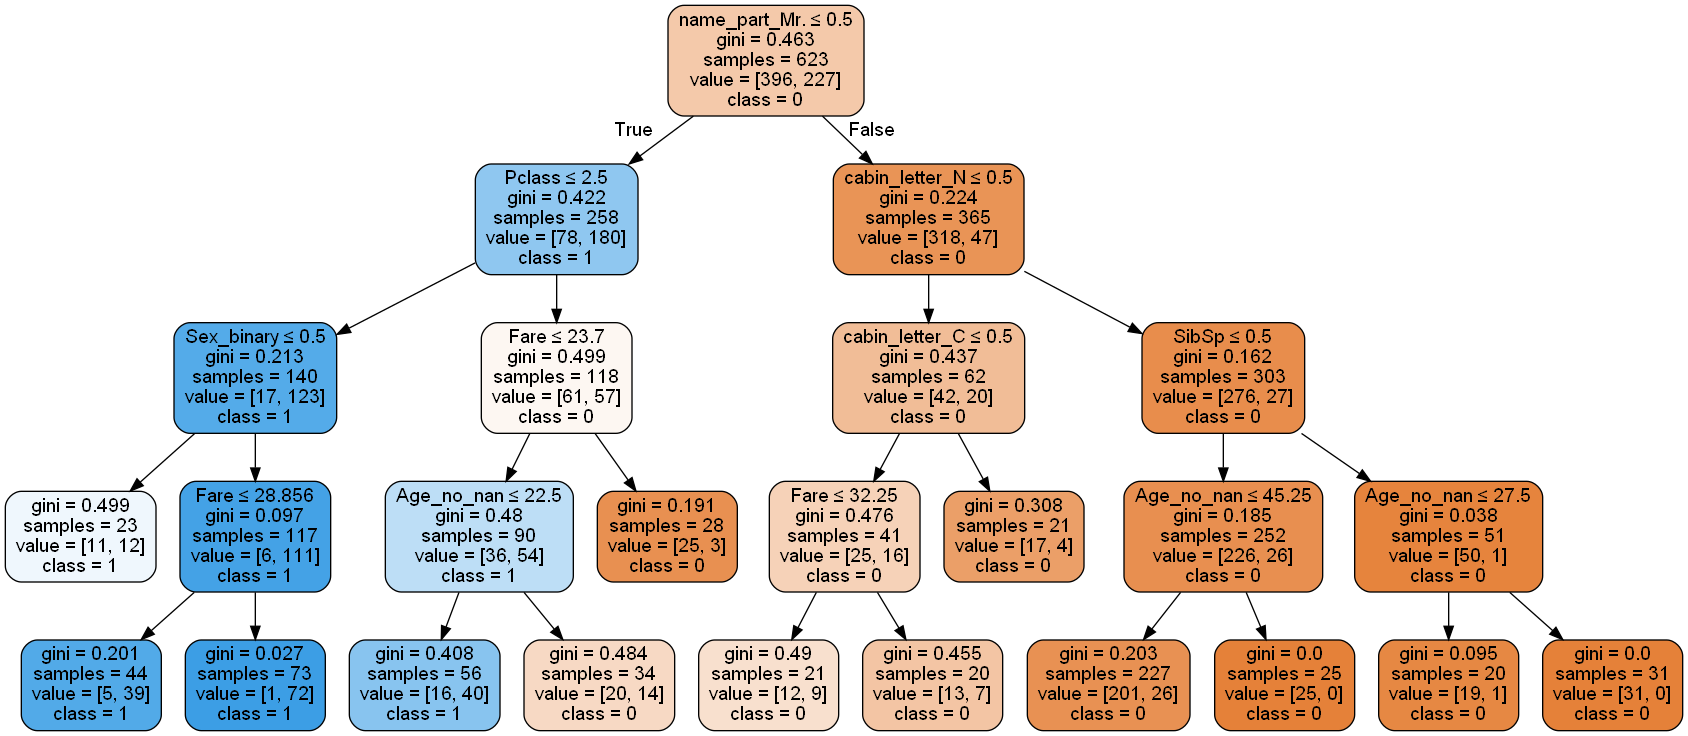 name_part_Mr. ≤ 0.5
gini = 0.463
samples = 623
value = [396, 227]
class = 0
True
False
Pclass ≤ 2.5
gini = 0.422
samples = 258
value = [78, 180]
class = 1
cabin_letter_N ≤ 0.5
gini = 0.224
samples = 365
value = [318, 47]
class = 0
Sex_binary ≤ 0.5
gini = 0.213
samples = 140
value = [17, 123]
class = 1
Fare ≤ 23.7
gini = 0.499
samples = 118
value = [61, 57]
class = 0
cabin_letter_C ≤ 0.5
gini = 0.437
samples = 62
value = [42, 20]
class = 0
SibSp ≤ 0.5
gini = 0.162
samples = 303
value = [276, 27]
class = 0
gini = 0.499
samples = 23
value = [11, 12]
class = 1
Fare ≤ 28.856
gini = 0.097
samples = 117
value = [6, 111]
class = 1
Age_no_nan ≤ 22.5
gini = 0.48
samples = 90
value = [36, 54]
class = 1
gini = 0.191
samples = 28
value = [25, 3]
class = 0
Fare ≤ 32.25
gini = 0.476
samples = 41
value = [25, 16]
class = 0
gini = 0.308
samples = 21
value = [17, 4]
class = 0
Age_no_nan ≤ 45.25
gini = 0.185
samples = 252
value = [226, 26]
class = 0
Age_no_nan ≤ 27.5
gini = 0.038
samples = 51
value = [50, 1]
class = 0
gini = 0.201
samples = 44
value = [5, 39]
class = 1
gini = 0.027
samples = 73
value = [1, 72]
class = 1
gini = 0.408
samples = 56
value = [16, 40]
class = 1
gini = 0.484
samples = 34
value = [20, 14]
class = 0
gini = 0.49
samples = 21
value = [12, 9]
class = 0
gini = 0.455
samples = 20
value = [13, 7]
class = 0
gini = 0.203
samples = 227
value = [201, 26]
class = 0
gini = 0.0
samples = 25
value = [25, 0]
class = 0
gini = 0.095
samples = 20
value = [19, 1]
class = 0
gini = 0.0
samples = 31
value = [31, 0]
class = 0